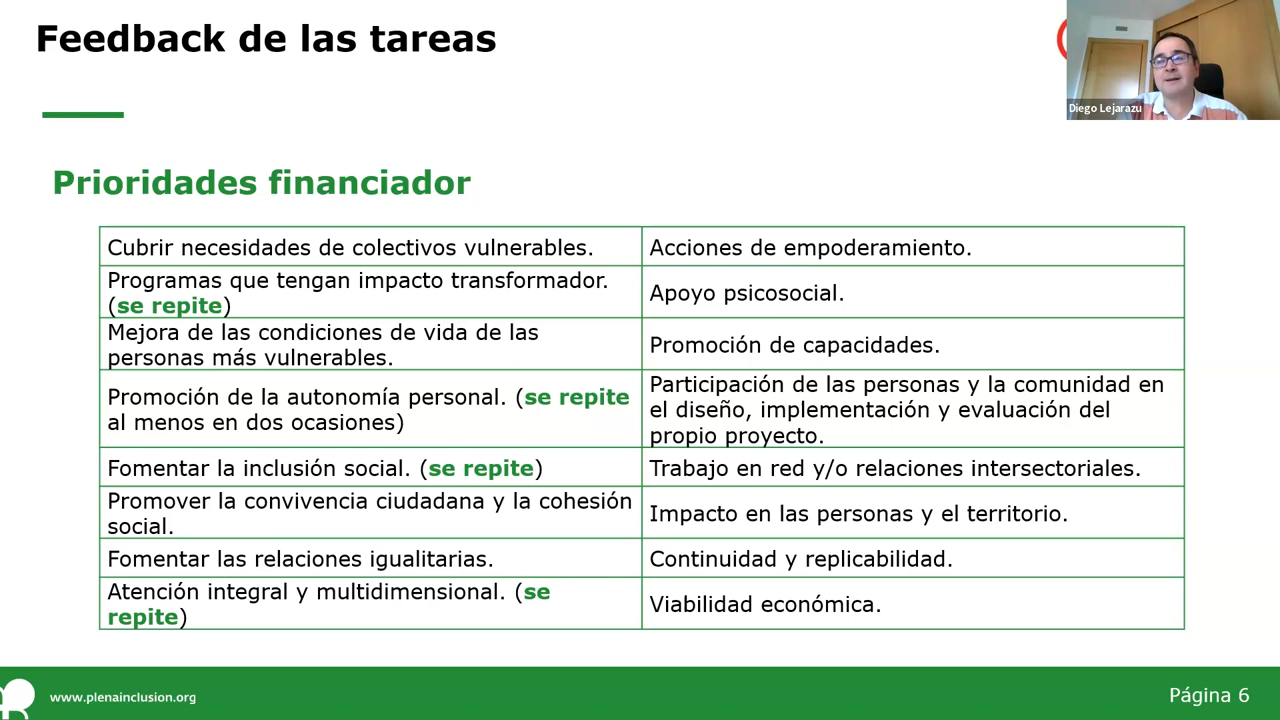 Feedback de las tareas
Diego Lejarazu
Prioridades financiador
Cubrir necesidades de colectivos vulnerables.
Acciones de empoderamiento.
Programas que tengan impacto transformador.
(se repite)
Apoyo psicosocial.
Mejora de las condiciones de vida de las
personas más vulnerables.
Promoción de capacidades.
Promoción de la autonomía personal. (se repite
al menos en dos ocasiones)
Participación de las personas y la comunidad en
el diseño, implementación y evaluación del
propio proyecto.
Fomentar la inclusión social. (se repite)
Trabajo en red y/o relaciones intersectoriales.
Promover la convivencia ciudadana y la cohesión
social.
Impacto en las personas y el territorio.
Fomentar las relaciones igualitarias.
Continuidad y replicabilidad.
Atención integral y multidimensional. (se
repite)
Viabilidad económica.
www.plenainclusion.org
Página 6